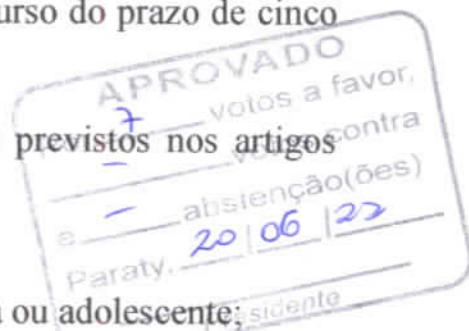 urso do prazo de cinco
APROVADO
7 votos a favor,
previstos nos artigos
– contra
e – abstenção(ões)
Paraty, 20 | 06 | 22
ou adolescente;